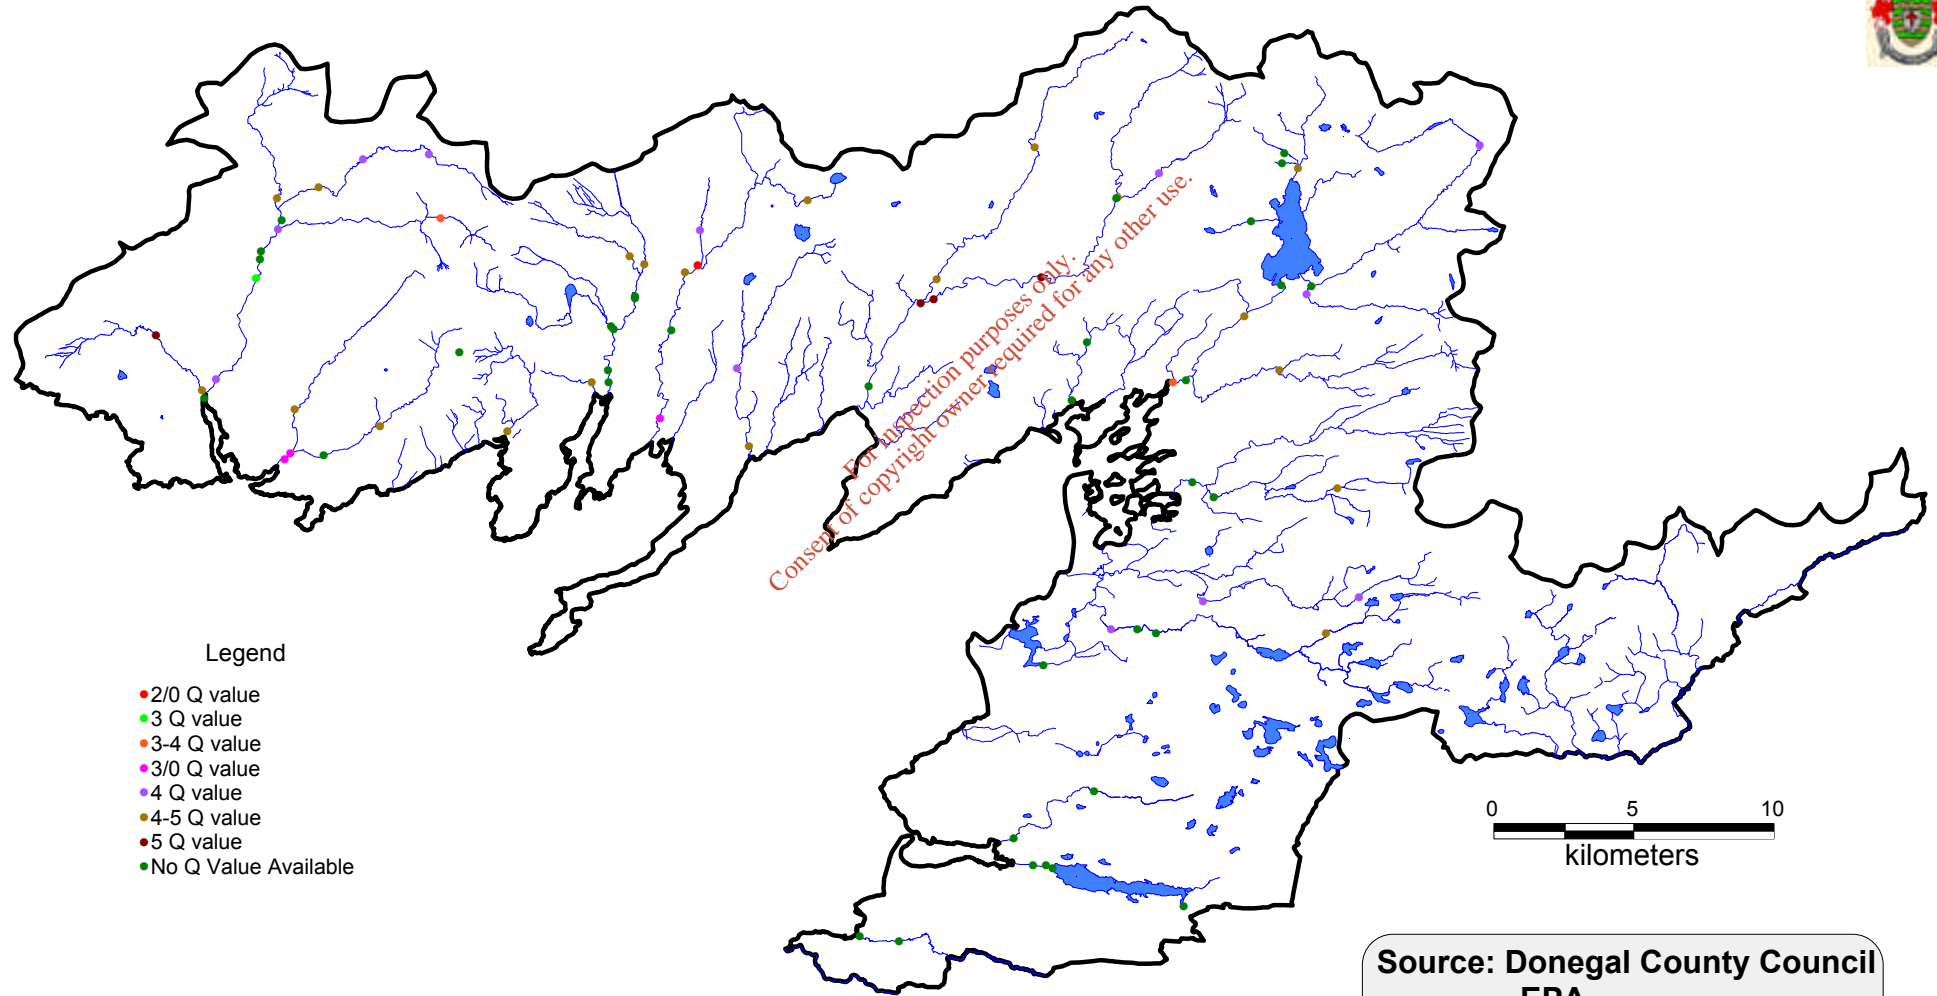 For inspection purposes only.
Consent of copyright owner required for any other use.
Legend
2/0 Q value
3 Q value
3-4 Q value
3/0 Q value
4 Q value
4-5 Q value
5 Q value
No Q Value Available
0 5 10
kilometers
Source: Donegal County Council
EPA